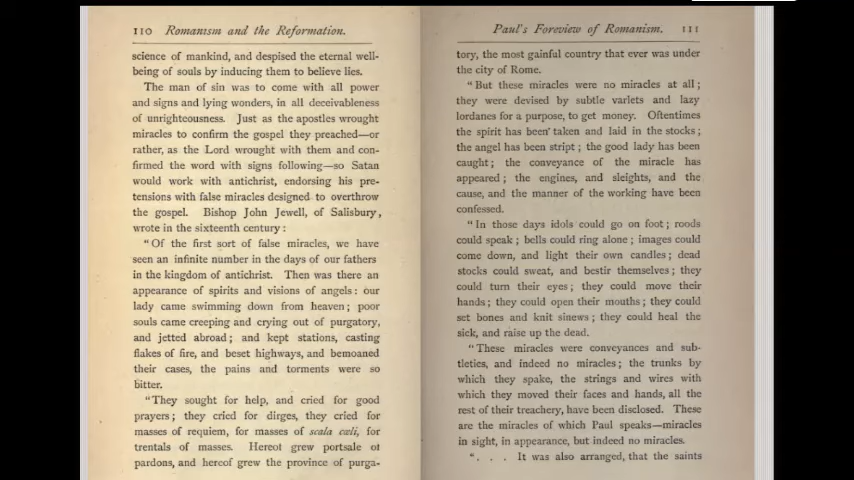 110 Romanism and the Reformation.
science of mankind, and despised the eternal well-
being of souls by inducing them to believe lies.
The man of sin was to come with all power
and signs and lying wonders, in all deceivableness
of unrighteousness. Just as the apostles wrought
miracles to confirm the gospel they preached—or
rather, as the Lord wrought with them and con-
firmed the word with signs following—so Satan
would work with antichrist, endorsing his pre-
tensions with false miracles designed to overthrow
the gospel. Bishop John Jewell, of Salisbury,
wrote in the sixteenth century :
“Of the first sort of false miracles, we have
seen an infinite number in the days of our fathers
in the kingdom of antichrist. Then was there an
appearance of spirits and visions of angels : our
lady came swimming down from heaven ; poor
souls came creeping and crying out of purgatory,
and jetted abroad ; and kept stations, casting
flakes of fire, and beset highways, and bemoaned
their cases, the pains and torments were so
bitter.
“They sought for help, and cried for good
prayers ; they cried for dirges, they cried for
masses of requiem, for masses of scala cœli, for
trentals of masses. Hereof grew portsale of
pardons, and hereof grew the province of purga-
Paul's Foreview of Romanism. 111
tory, the most gainful country that ever was under
the city of Rome.
“But these miracles were no miracles at all ;
they were devised by subtle varlets and lazy
lordanes for a purpose, to get money. Oftentimes
the spirit has been taken and laid in the stocks ;
the angel has been stript ; the good lady has been
caught ; the conveyance of the miracle has
appeared ; the engines, and sleights, and the
cause, and the manner of the working have been
confessed.
“In those days idols could go on foot ; roods
could speak ; bells could ring alone ; images could
come down, and light their own candles ; dead
stocks could sweat, and bestir themselves ; they
could turn their eyes ; they could move their
hands ; they could open their mouths ; they could
set bones and knit sinews ; they could heal the
sick, and raise up the dead.
“These miracles were conveyances and sub-
tleties, and indeed no miracles ; the trunks by
which they spake, the strings and wires with
which they moved their faces and hands, all the
rest of their treachery, have been disclosed. These
are the miracles of which Paul speaks—miracles
in sight, in appearance, but indeed no miracles.
“. . . It was also arranged, that the saints